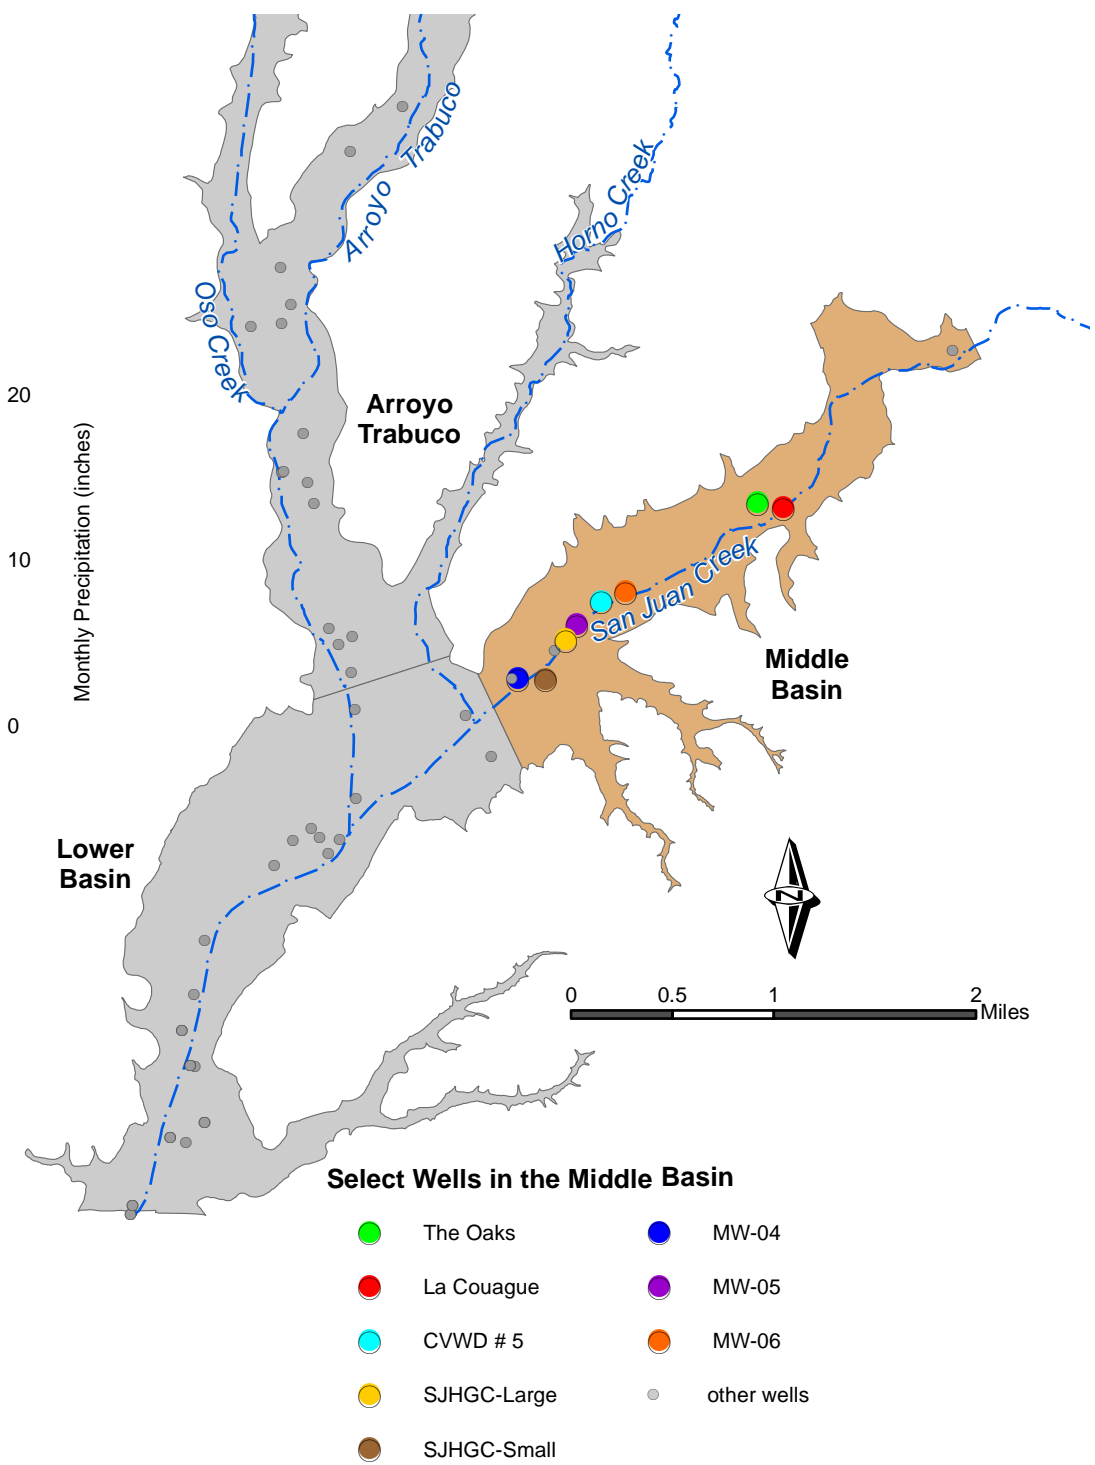 Arroyo Trabuco
Horno Creek
Oso Creek
20
Arroyo
Trabuco
Monthly Precipitation (inches)
10
San Juan Creek
Middle
Basin
0
Lower
Basin
N
0 0.5 1 2
Miles
Select Wells in the Middle Basin
The Oaks MW-04
La Couague MW-05
CVWD # 5 MW-06
SJHGC-Large other wells
SJHGC-Small